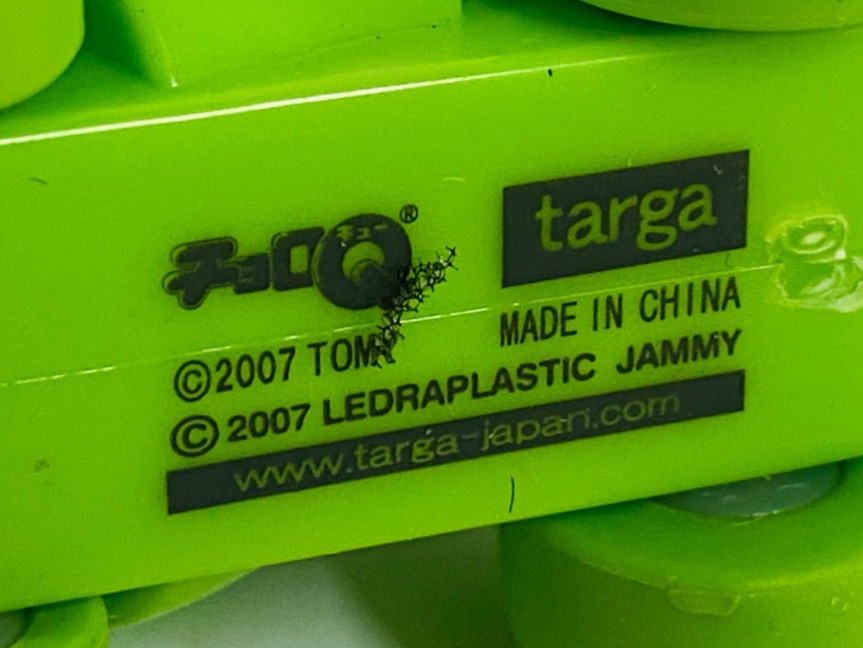 チョロQ キュー ®
targa
MADE IN CHINA
©2007
© 2007 LEDRAPLASTIC JAMMY
www.targa-japan.com